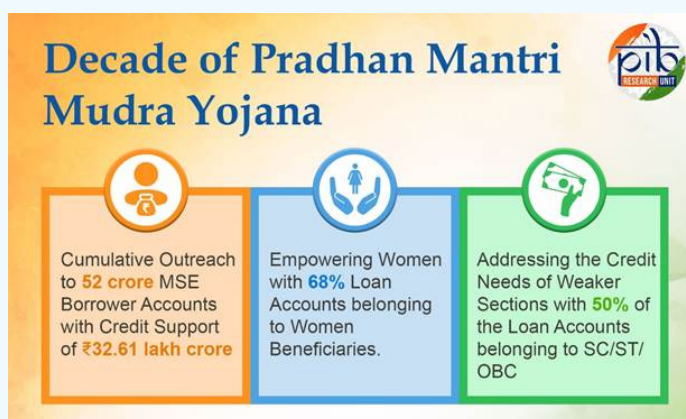 Decade of Pradhan Mantri
Mudra Yojana
pib
RESEARCH UNIT
Cumulative Outreach
to 52 crore MSE
Borrower Accounts
with Credit Support
of ₹32.61 lakh crore
Empowering Women
with 68% Loan
Accounts belonging
to Women
Beneficiaries.
Addressing the Credit
Needs of Weaker
Sections with 50% of
the Loan Accounts
belonging to SC/ST/
OBC